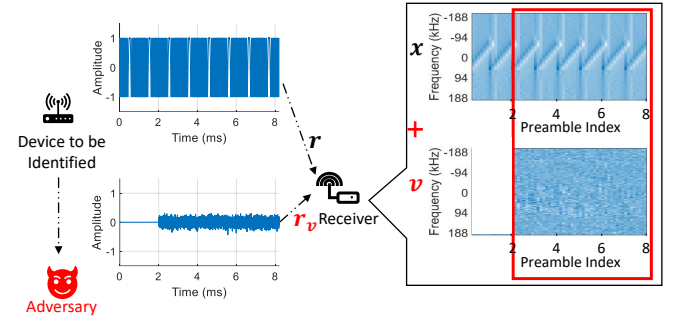 Amplitude
1
0
-1
0 2 4 6 8
Time (ms)
Device to be
Identified
Adversary
Amplitude
1
0
-1
0 2 4 6 8
Time (ms)
r
r_v
Receiver
x
+
v
Frequency (kHz)
-188
-94
0
94
188
2 4 6 8
Preamble Index
Frequency (kHz)
-188
-94
0
94
188
2 4 6 8
Preamble Index